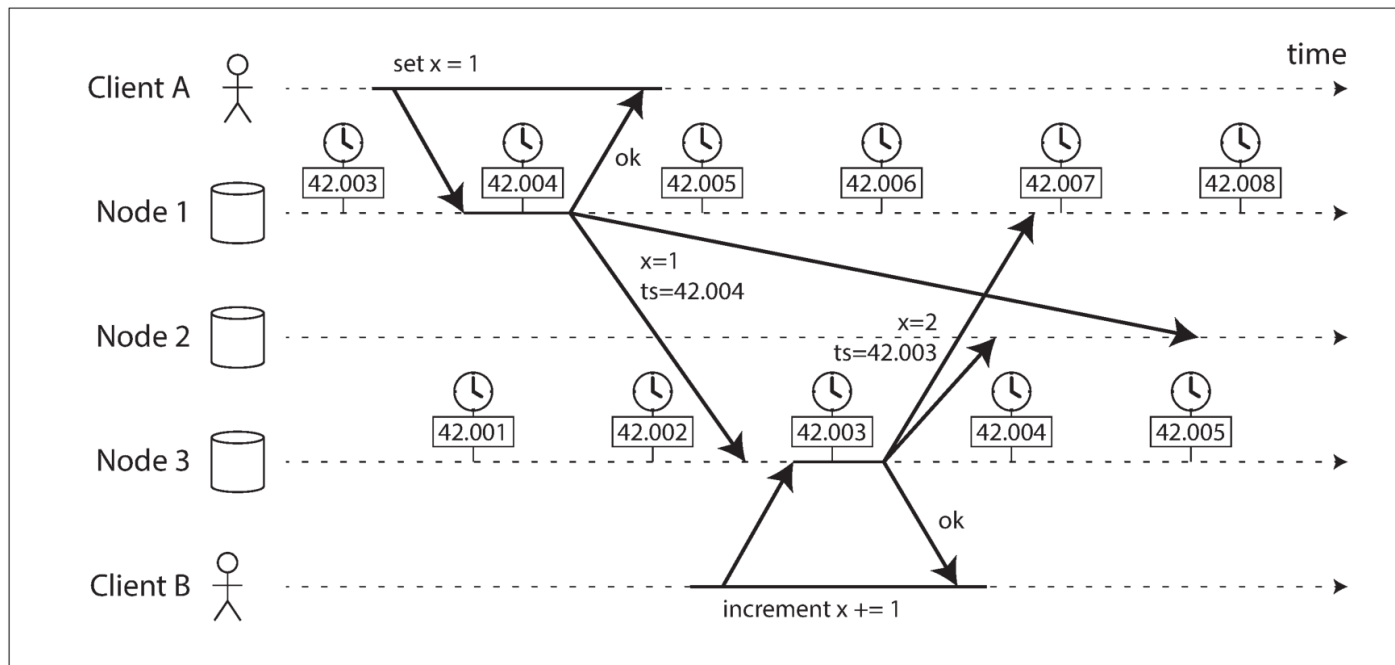 time
Client A
set x = 1
ok
42.003
42.004
42.005
42.006
42.007
42.008
Node 1
x=1
ts=42.004
Node 2
x=2
ts=42.003
42.001
42.002
42.003
42.004
42.005
Node 3
ok
Client B
increment x += 1